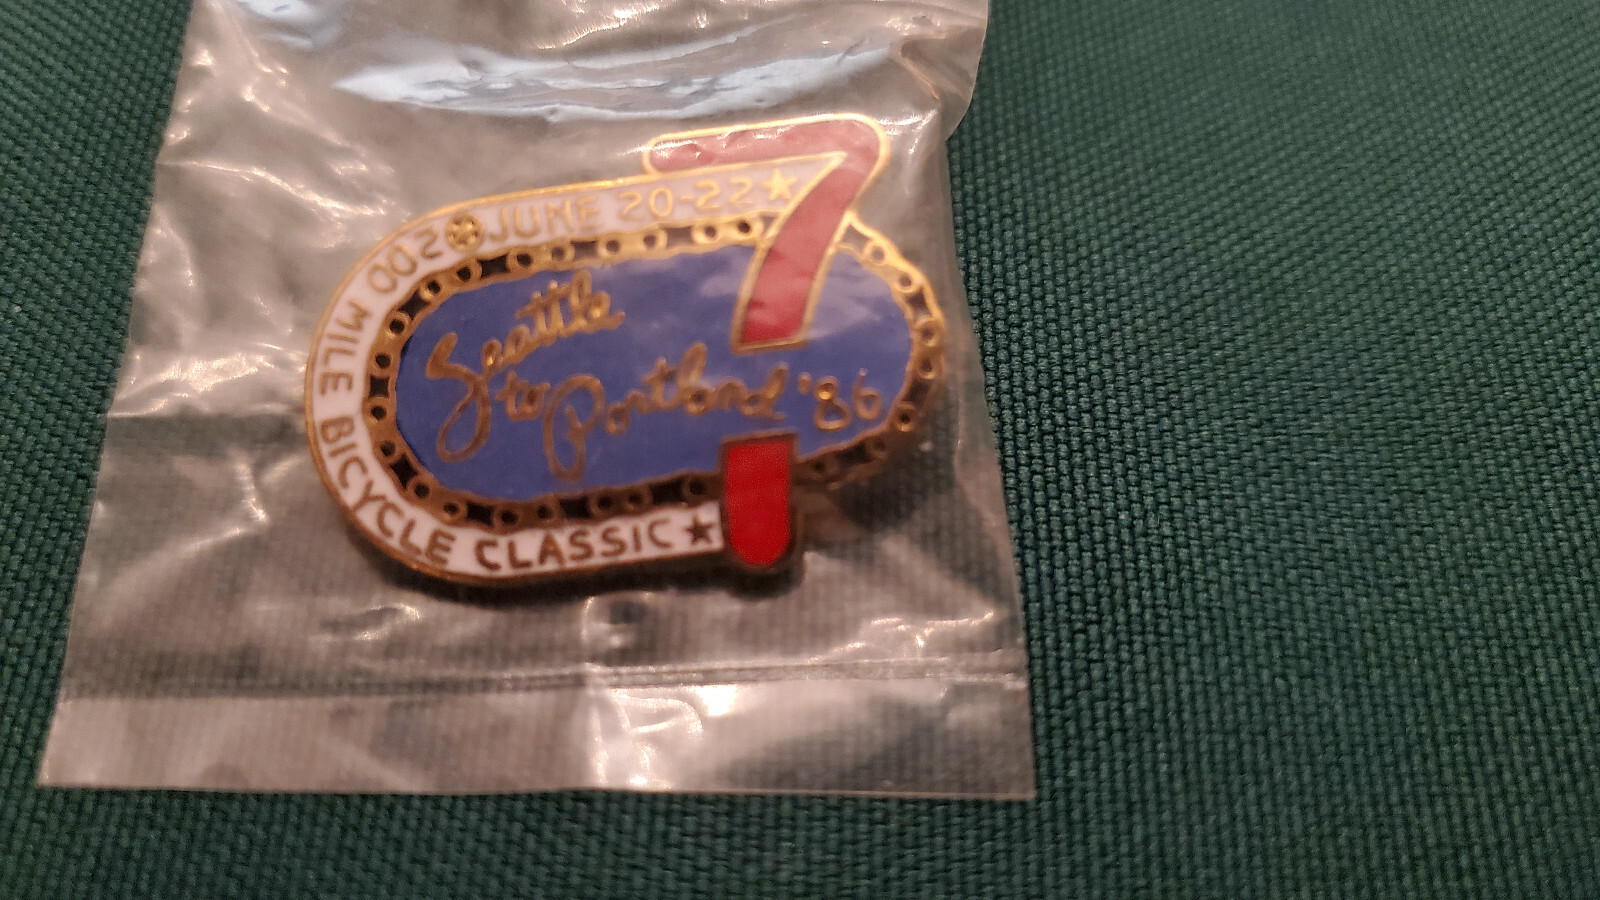 7
JUNE 20-22
200 MILE BICYCLE CLASSIC
Seattle
to Portland '86